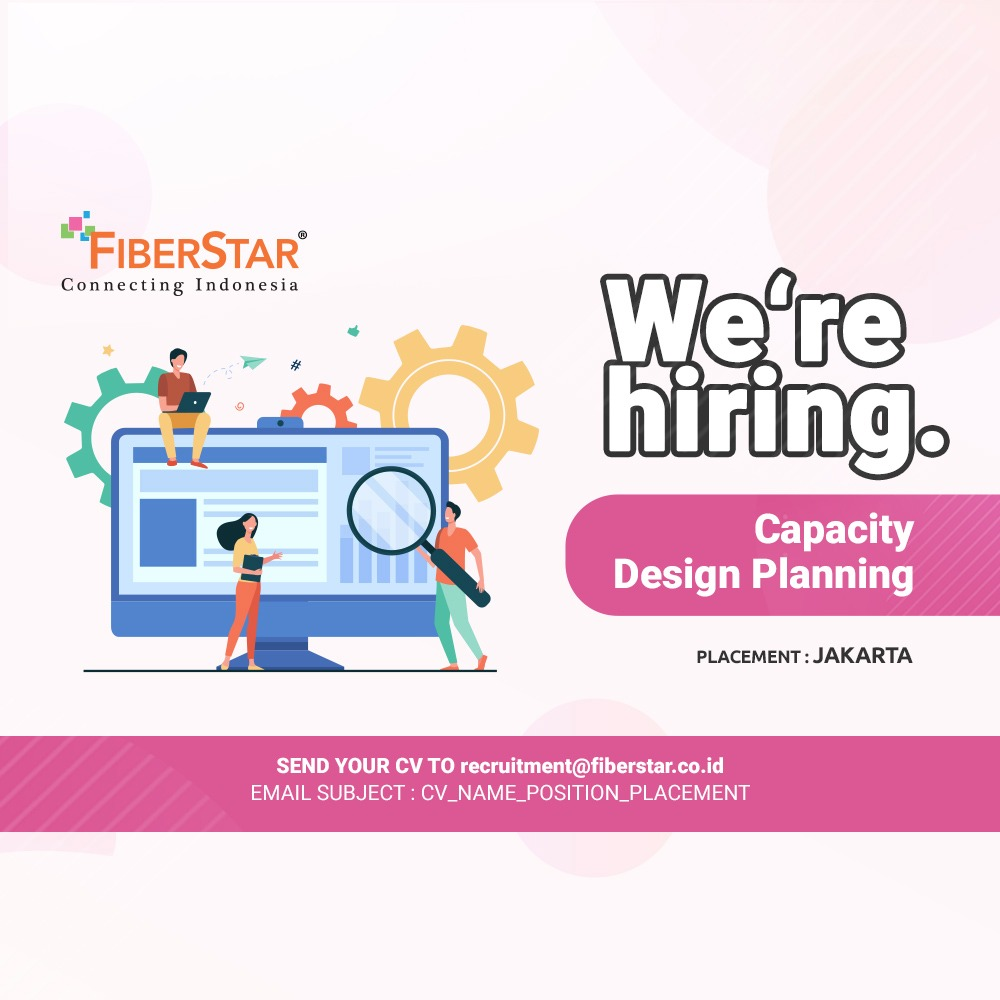 FIBERSTAR®
Connecting Indonesia
#
We‘re
hiring.
Capacity
Design Planning
PLACEMENT : JAKARTA
SEND YOUR CV TO recruitment@fiberstar.co.id
EMAIL SUBJECT : CV_NAME_POSITION_PLACEMENT